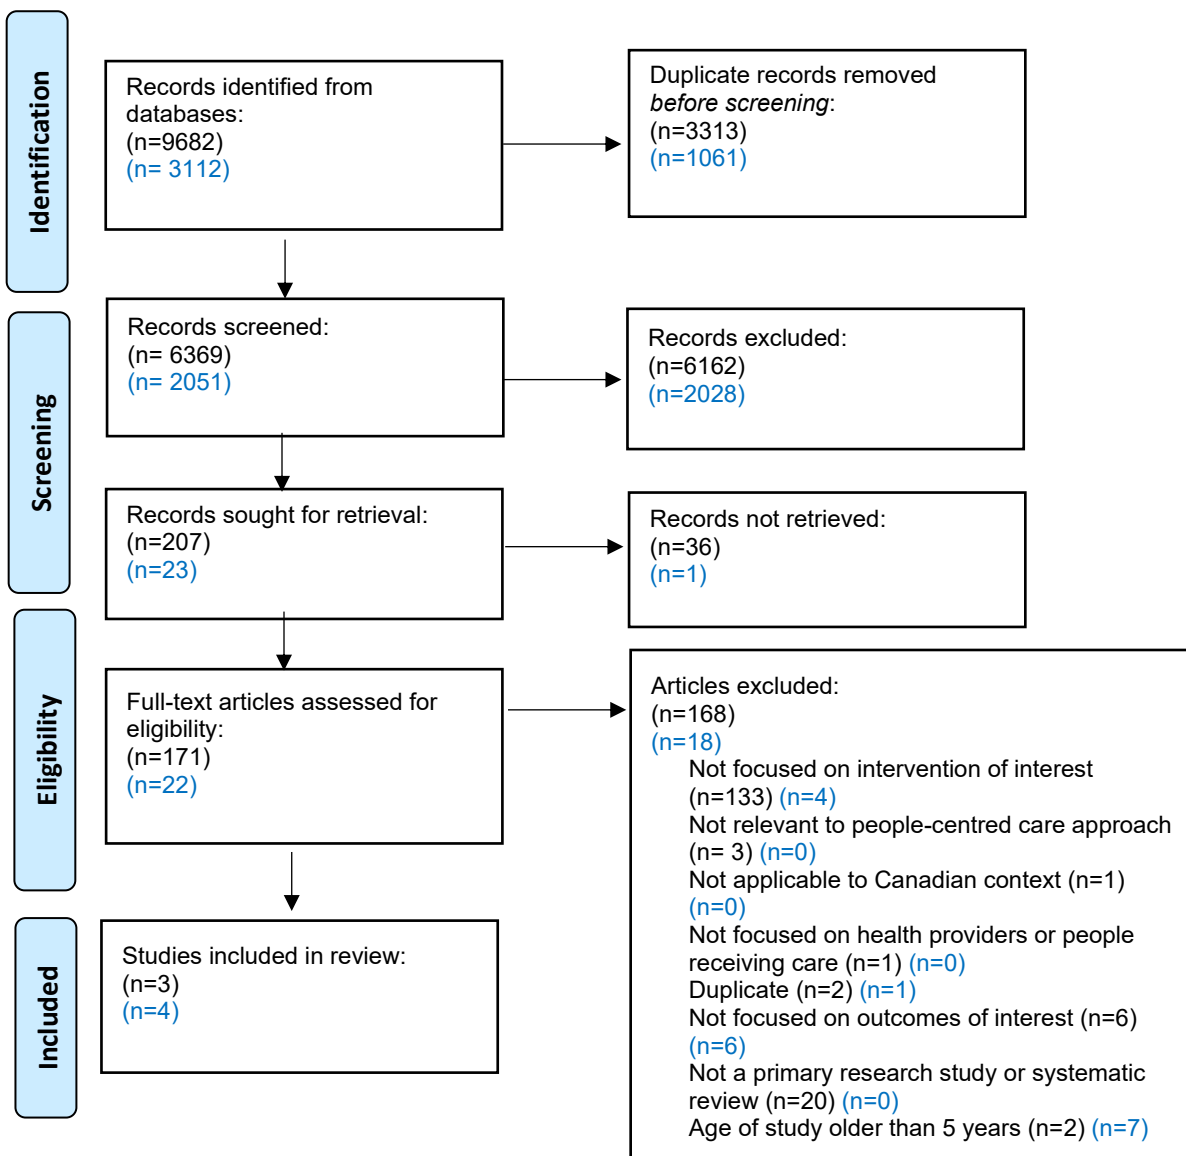 Identification
Records identified from
databases:
(n=9682)
(n= 3112)
Duplicate records removed
before screening:
(n=3313)
(n=1061)
Screening
Records screened:
(n= 6369)
(n= 2051)
Records excluded:
(n=6162)
(n=2028)
Records sought for retrieval:
(n=207)
(n=23)
Records not retrieved:
(n=36)
(n=1)
Eligibility
Full-text articles assessed for
eligibility:
(n=171)
(n=22)
Articles excluded:
(n=168)
(n=18)
Not focused on intervention of interest
(n=133) (n=4)
Not relevant to people-centred care approach
(n= 3) (n=0)
Not applicable to Canadian context (n=1)
(n=0)
Not focused on health providers or people
receiving care (n=1) (n=0)
Duplicate (n=2) (n=1)
Not focused on outcomes of interest (n=6)
(n=6)
Not a primary research study or systematic
review (n=20) (n=0)
Age of study older than 5 years (n=2) (n=7)
Included
Studies included in review:
(n=3)
(n=4)